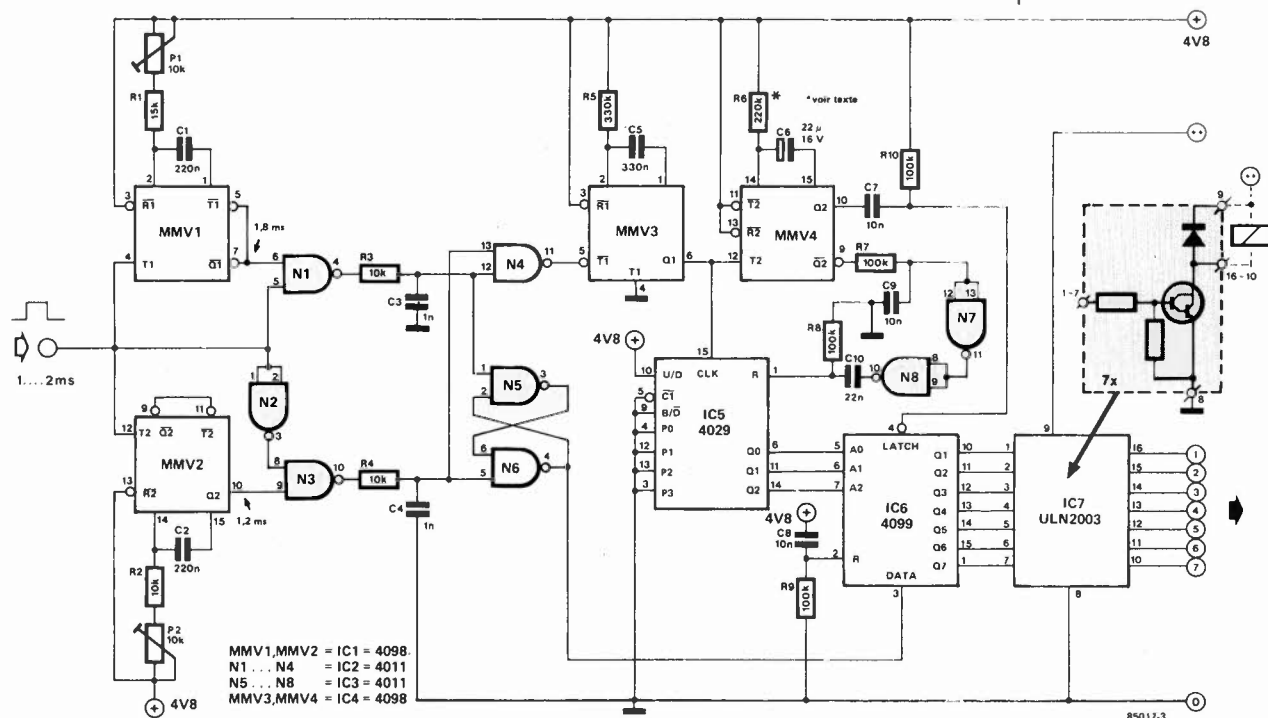 4V8
P1
10k
R1
15k
C1
220n
2
1
3
R1
T1
5
MMV1
1,8 ms
4
T1
Q1
7
6
5
N1
4
R3
10k
C3
1n
1....2ms
1
2
N2
3
9
11
12
T2
Q2
T2
MMV2
13
R2
Q2
10
1,2 ms
14
15
C2
220n
R2
10k
P2
10k
4V8
8
9
N3
10
R4
10k
C4
1n
13
12
N4
11
1
2
N5
3
6
5
N6
4
R5
330k
C5
330n
2
1
3
R1
MMV3
5
T1
Q1
6
T1
4
R6
220k
*
* voir texte
C6
22 μ
16 V
14
15
11
T2
Q2
10
13
R2
MMV4
12
T2
Q2
9
C7
10n
R10
100k
R7
100k
C9
10n
12
13
N7
11
R8
100k
C10
22n
10
N8
8
9
4V8
15
CLK
10
U/D
R
1
5
C1
9
B/D
4
P0
12
P1
13
P2
3
P3
IC5
4029
Q0
6
Q1
11
Q2
14
4V8
C8
10n
R9
100k
4
LATCH
5
A0
6
A1
7
A2
IC6
4099
2
R
DATA
3
Q1
10
Q2
11
Q3
12
Q4
13
Q5
14
Q6
15
Q7
1
9
1
2
3
4
5
6
7
IC7
ULN2003
8
16
15
14
13
12
11
10
1
2
3
4
5
6
7
9
16-10
1-7
7x
8
0
MMV1,MMV2 = IC1 = 4098
N1 ... N4 = IC2 = 4011
N5 ... N8 = IC3 = 4011
MMV3,MMV4 = IC4 = 4098
85017-3